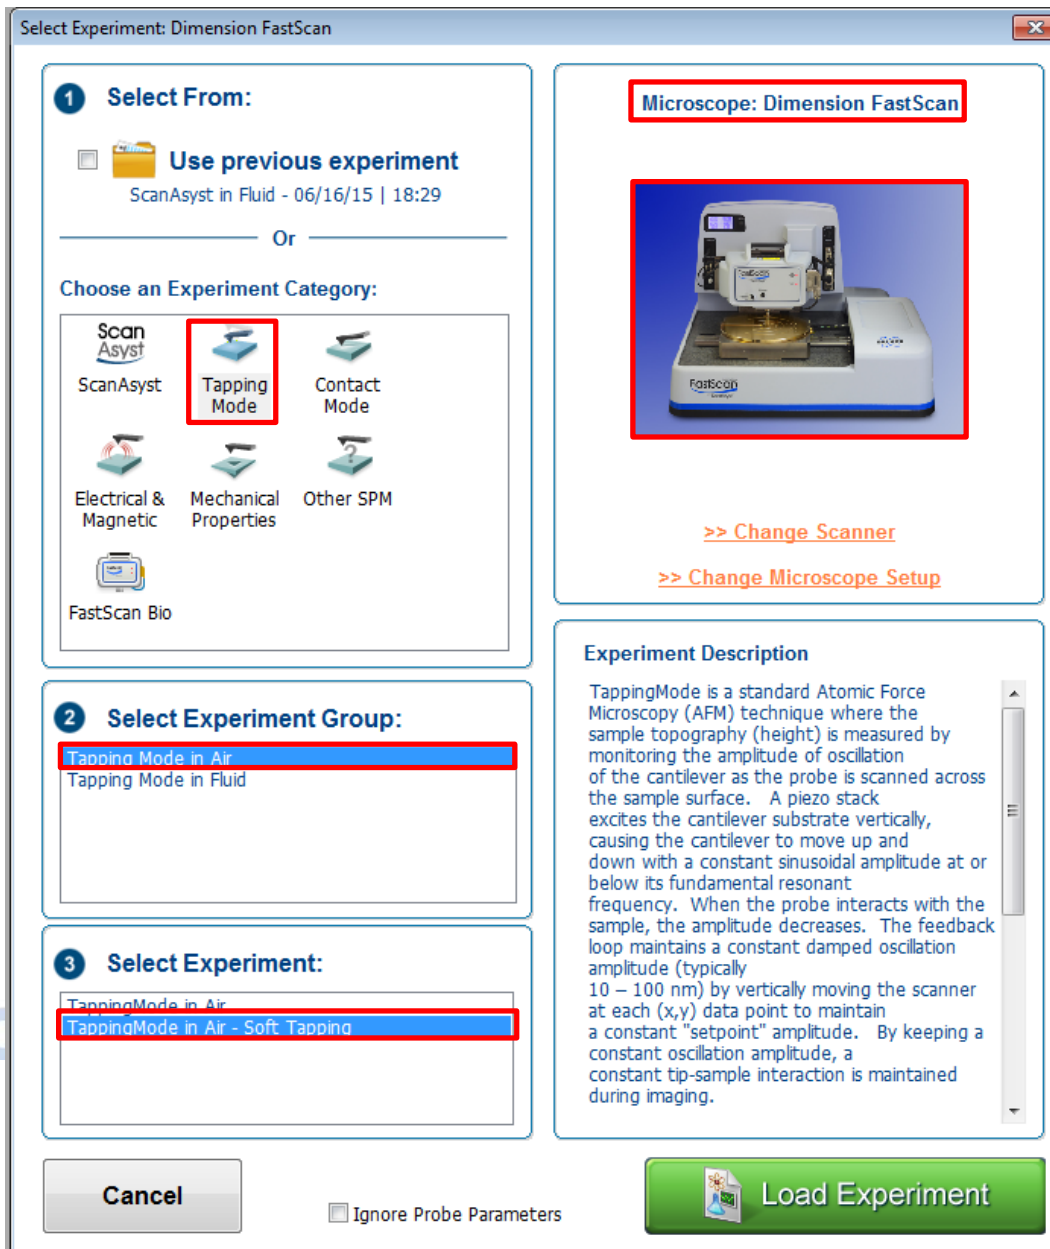 Select Experiment: Dimension FastScan
1 Select From:
Use previous experiment
ScanAsyst in Fluid - 06/16/15 | 18:29
Or
Choose an Experiment Category:
Scan
Asyst
ScanAsyst
Tapping
Mode
Contact
Mode
Electrical &
Magnetic
Mechanical
Properties
Other SPM
FastScan Bio
2 Select Experiment Group:
Tapping Mode in Air
Tapping Mode in Fluid
3 Select Experiment:
TappingMode in Air
TappingMode in Air - Soft Tapping
Cancel
Ignore Probe Parameters
Microscope: Dimension FastScan
FastScan
FastScan
>> Change Scanner
>> Change Microscope Setup
Experiment Description
TappingMode is a standard Atomic Force
Microscopy (AFM) technique where the
sample topography (height) is measured by
monitoring the amplitude of oscillation
of the cantilever as the probe is scanned across
the sample surface. A piezo stack
excites the cantilever substrate vertically,
causing the cantilever to move up and
down with a constant sinusoidal amplitude at or
below its fundamental resonant
frequency. When the probe interacts with the
sample, the amplitude decreases. The feedback
loop maintains a constant damped oscillation
amplitude (typically
10 – 100 nm) by vertically moving the scanner
at each (x,y) data point to maintain
a constant "setpoint" amplitude. By keeping a
constant oscillation amplitude, a
constant tip-sample interaction is maintained
during imaging.
Load Experiment